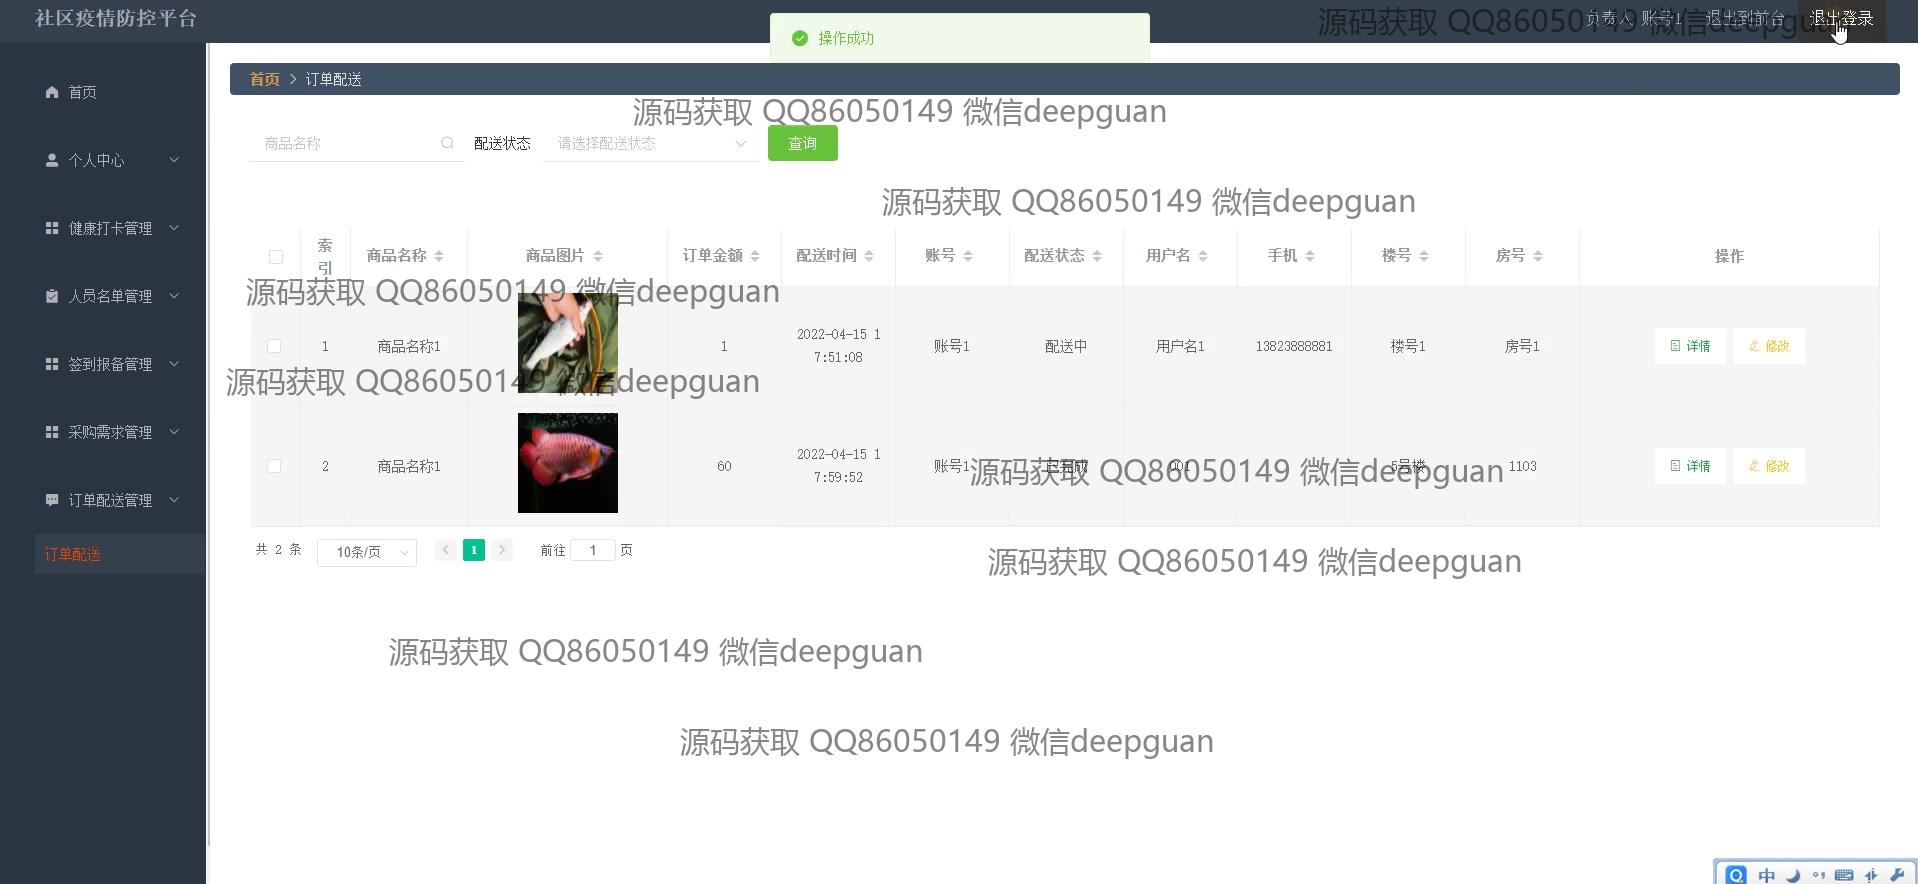 社区疫情防控平台
负责人 账号1 退出到前台 退出登录
源码获取 QQ86050149 微信deepguan
操作成功
首页
个人中心
健康打卡管理
人员名单管理
签到报备管理
采购需求管理
订单配送管理
订单配送
首页 > 订单配送
源码获取 QQ86050149 微信deepguan
商品名称 配送状态 请选择配送状态 查询
源码获取 QQ86050149 微信deepguan
索引 商品名称 商品图片 订单金额 配送时间 账号 配送状态 用户名 手机 楼号 房号 操作
源码获取 QQ86050149 微信deepguan
1 商品名称1 1 2022-04-15 17:51:08 账号1 配送中 用户名1 13823888881 楼号1 房号1 详情 修改
源码获取 QQ86050149 微信deepguan
2 商品名称1 60 2022-04-15 17:59:52 账号1 已完成 001 5号楼 1103 详情 修改
源码获取 QQ86050149 微信deepguan
共 2 条 10条/页 1 前往 1 页
源码获取 QQ86050149 微信deepguan
源码获取 QQ86050149 微信deepguan
源码获取 QQ86050149 微信deepguan
中